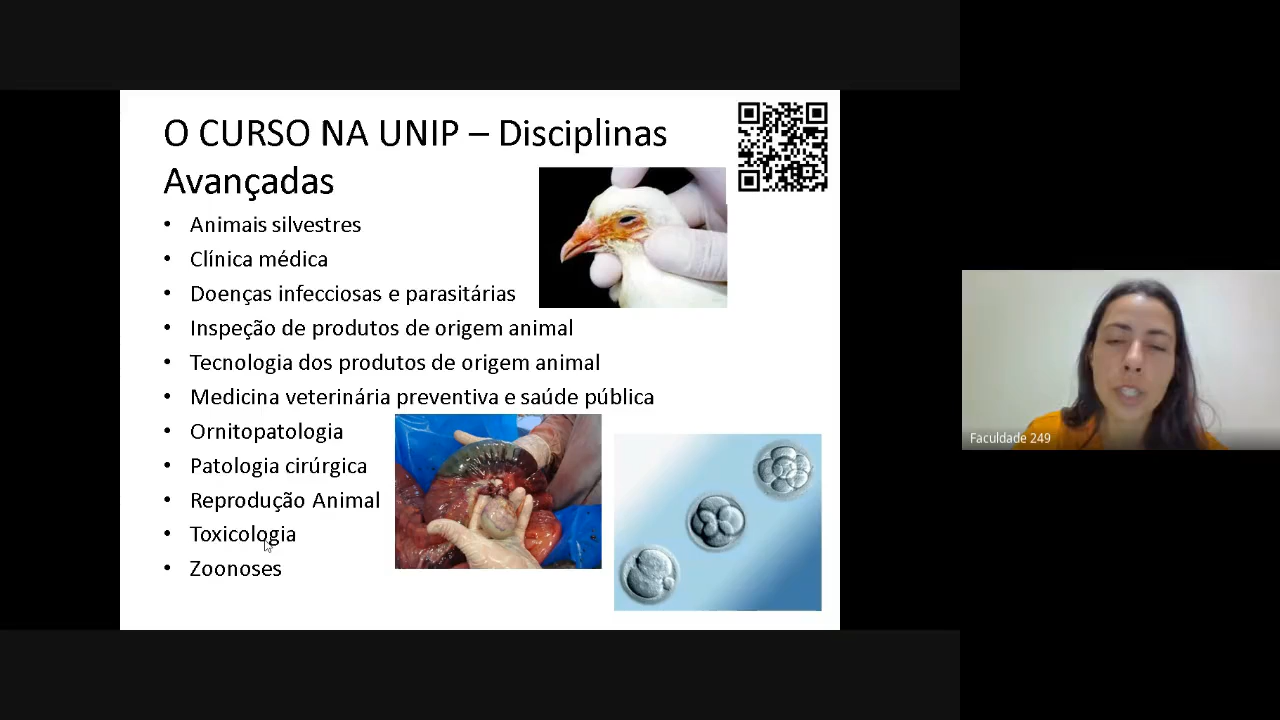 O CURSO NA UNIP – Disciplinas
Avançadas
• Animais silvestres
• Clínica médica
• Doenças infecciosas e parasitárias
• Inspeção de produtos de origem animal
• Tecnologia dos produtos de origem animal
• Medicina veterinária preventiva e saúde pública
• Ornitopatologia
• Patologia cirúrgica
• Reprodução Animal
• Toxicologia
• Zoonoses
Faculdade 249